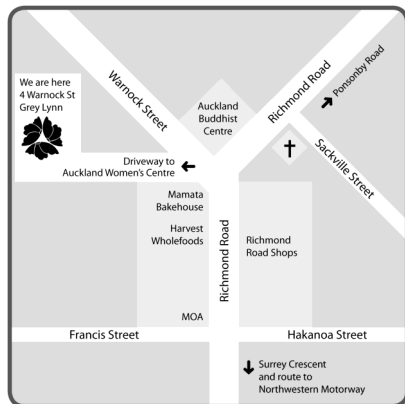 We are here
4 Warnock St
Grey Lynn
Warnock Street
Auckland
Buddhist
Centre
Richmond Road
Ponsonby Road
Sackville Street
Driveway to
Auckland Women's Centre
Mamata
Bakehouse
Harvest
Wholefoods
MOA
Richmond Road
Richmond
Road Shops
Francis Street
Hakanoa Street
Surrey Crescent
and route to
Northwestern Motorway